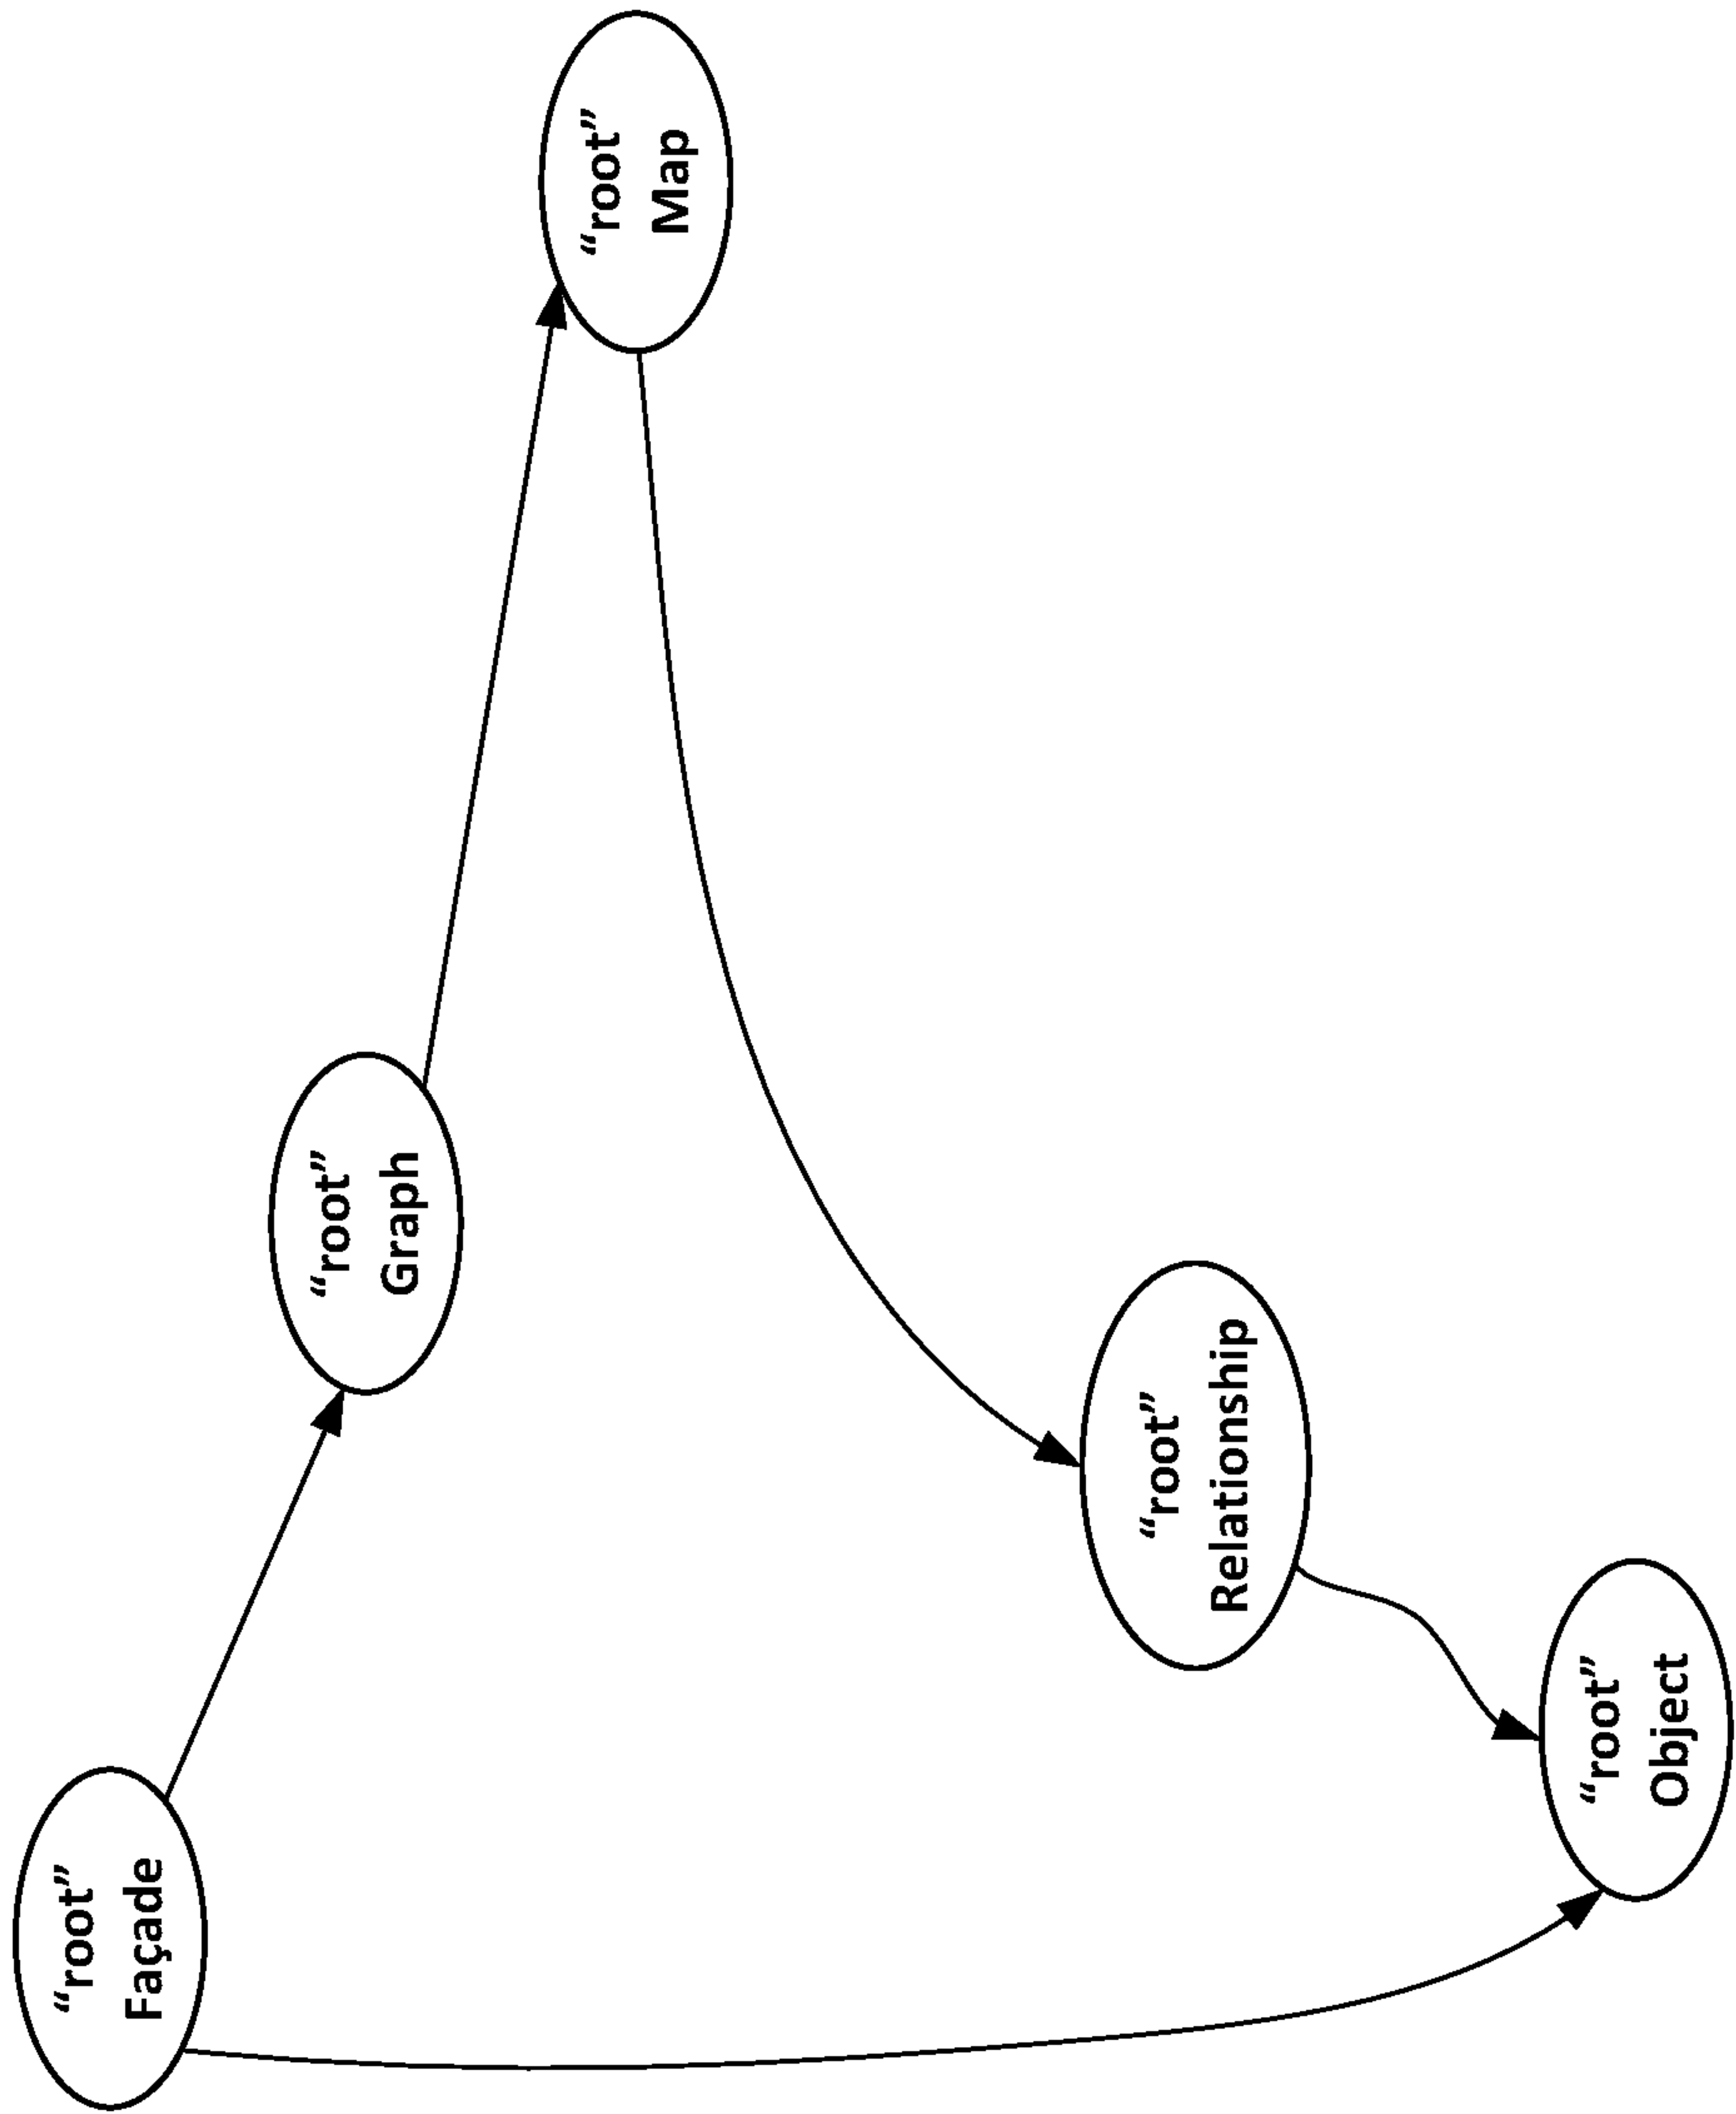 “root”
Façade
“root”
Graph
“root”
Map
“root”
Relationship
“root”
Object